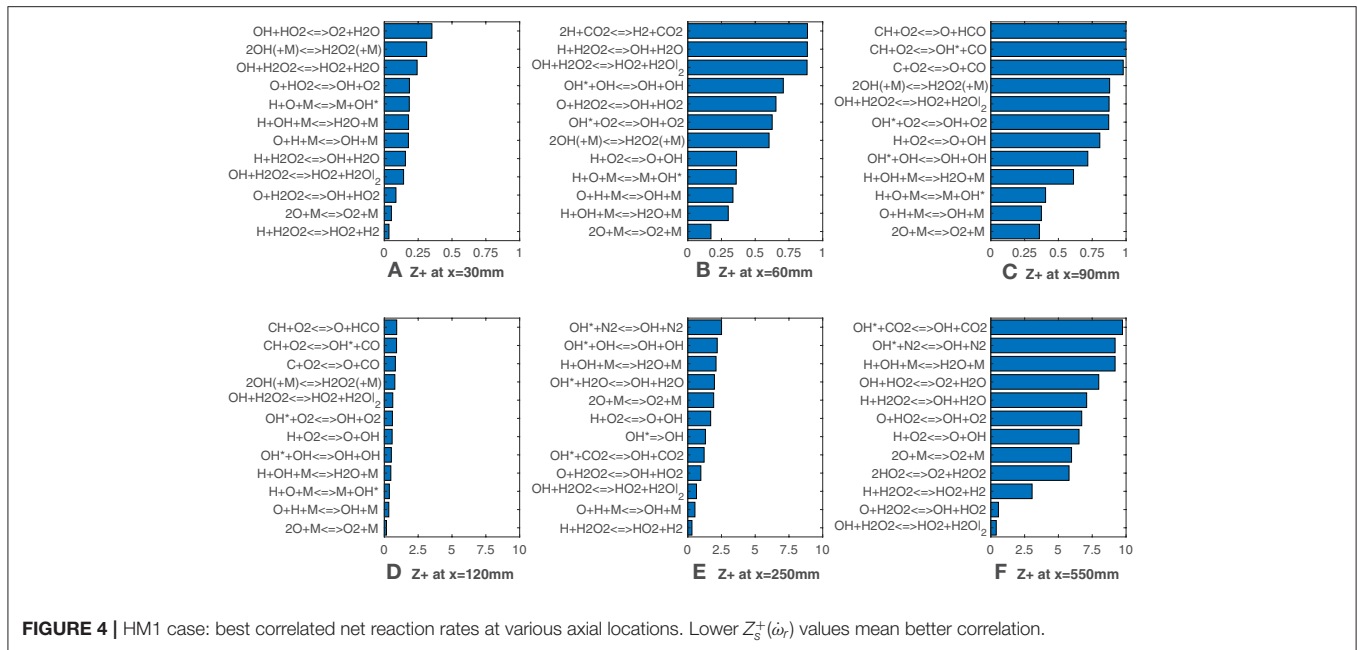 OH+HO2<=>O2+H2O
2OH(+M)<=>H2O2(+M)
OH+H2O2<=>HO2+H2O
O+HO2<=>OH+O2
H+O+M<=>M+OH*
H+OH+M<=>H2O+M
O+H+M<=>OH+M
H+H2O2<=>OH+H2O
OH+H2O2<=>HO2+H2O|2
O+H2O2<=>OH+HO2
2O+M<=>O2+M
H+H2O2<=>HO2+H2
0 0.25 0.5 0.75 1
A Z+ at x=30mm
2H+CO2<=>H2+CO2
H+H2O2<=>OH+H2O
OH+H2O2<=>HO2+H2O|2
OH*+OH<=>OH+OH
O+H2O2<=>OH+HO2
OH*+O2<=>OH+O2
2OH(+M)<=>H2O2(+M)
H+O2<=>O+OH
H+O+M<=>M+OH*
O+H+M<=>OH+M
H+OH+M<=>H2O+M
2O+M<=>O2+M
0 0.25 0.5 0.75 1
B Z+ at x=60mm
CH+O2<=>O+HCO
CH+O2<=>OH*+CO
C+O2<=>O+CO
2OH(+M)<=>H2O2(+M)
OH+H2O2<=>HO2+H2O|2
OH*+O2<=>OH+O2
H+O2<=>O+OH
OH*+OH<=>OH+OH
H+OH+M<=>H2O+M
H+O+M<=>M+OH*
O+H+M<=>OH+M
2O+M<=>O2+M
0 0.25 0.5 0.75 1
C Z+ at x=90mm
CH+O2<=>O+HCO
CH+O2<=>OH*+CO
C+O2<=>O+CO
2OH(+M)<=>H2O2(+M)
OH+H2O2<=>HO2+H2O|2
OH*+O2<=>OH+O2
H+O2<=>O+OH
OH*+OH<=>OH+OH
H+OH+M<=>H2O+M
H+O+M<=>M+OH*
O+H+M<=>OH+M
2O+M<=>O2+M
0 2.5 5 7.5 10
D Z+ at x=120mm
OH*+N2<=>OH+N2
OH*+OH<=>OH+OH
H+OH+M<=>H2O+M
OH*+H2O<=>OH+H2O
2O+M<=>O2+M
H+O2<=>O+OH
OH*=>OH
OH*+CO2<=>OH+CO2
O+H2O2<=>OH+HO2
OH+H2O2<=>HO2+H2O|2
O+H+M<=>OH+M
H+H2O2<=>HO2+H2
0 2.5 5 7.5 10
E Z+ at x=250mm
OH*+CO2<=>OH+CO2
OH*+N2<=>OH+N2
H+OH+M<=>H2O+M
OH+HO2<=>O2+H2O
H+H2O2<=>OH+H2O
O+HO2<=>OH+O2
H+O2<=>O+OH
2O+M<=>O2+M
2HO2<=>O2+H2O2
H+H2O2<=>HO2+H2
O+H2O2<=>OH+HO2
OH+H2O2<=>HO2+H2O|2
0 2.5 5 7.5 10
F Z+ at x=550mm
FIGURE 4 | HM1 case: best correlated net reaction rates at various axial locations. Lower Z_s^+(ω̇_r) values mean better correlation.